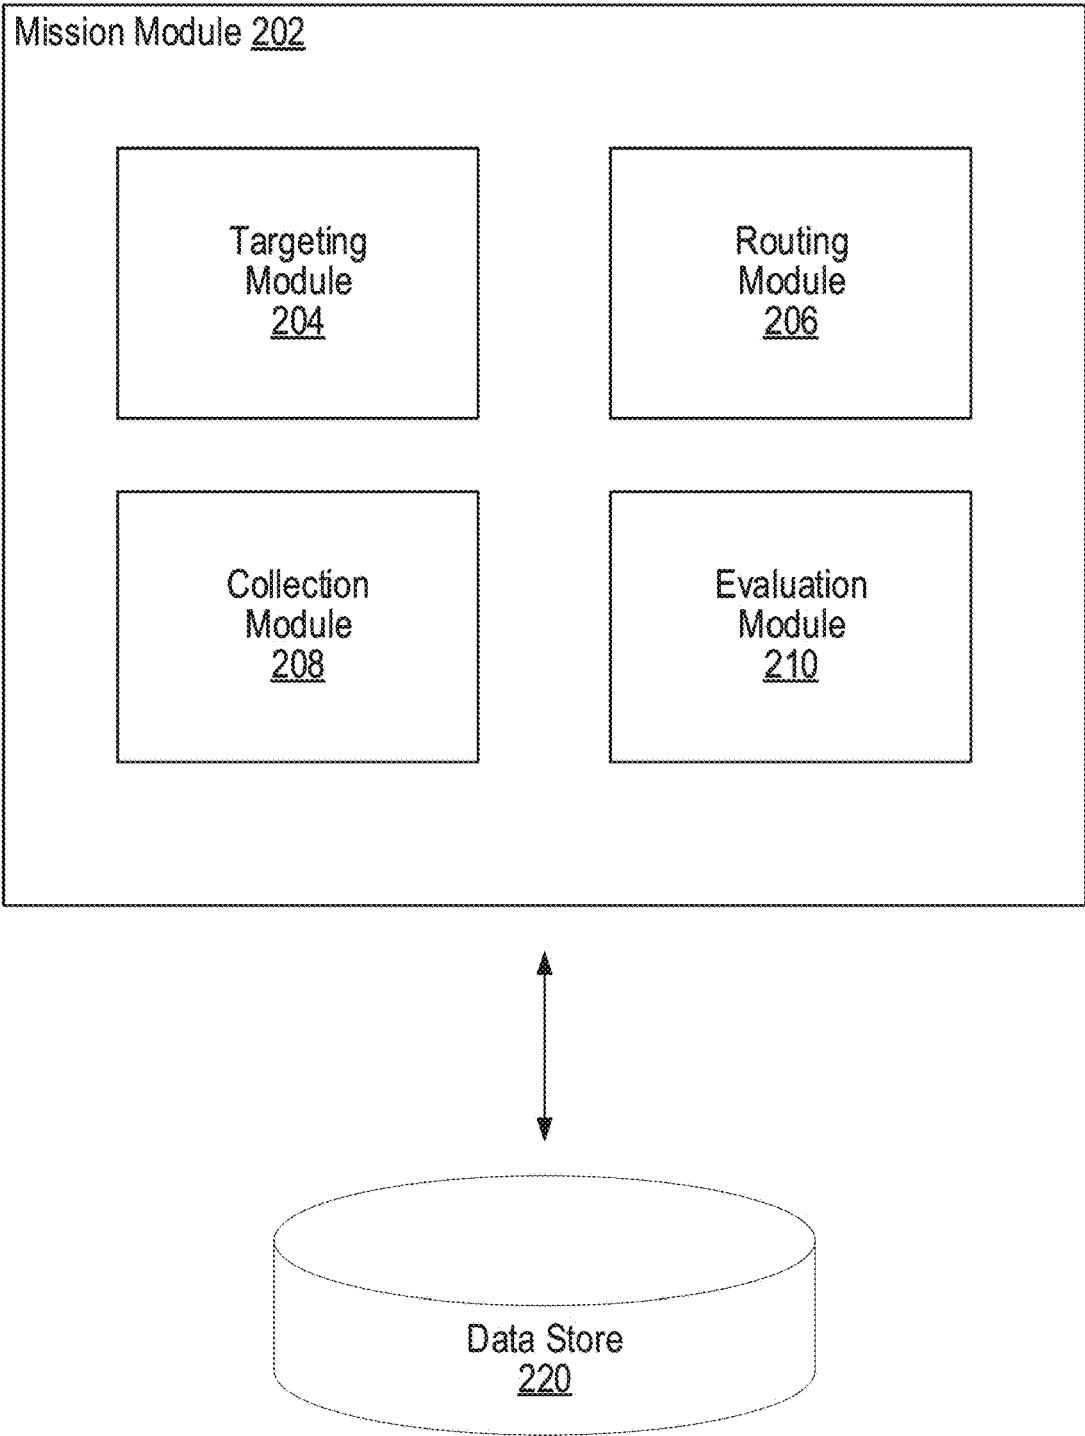 Mission Module 202
Targeting
Module
204
Routing
Module
206
Collection
Module
208
Evaluation
Module
210
Data Store
220